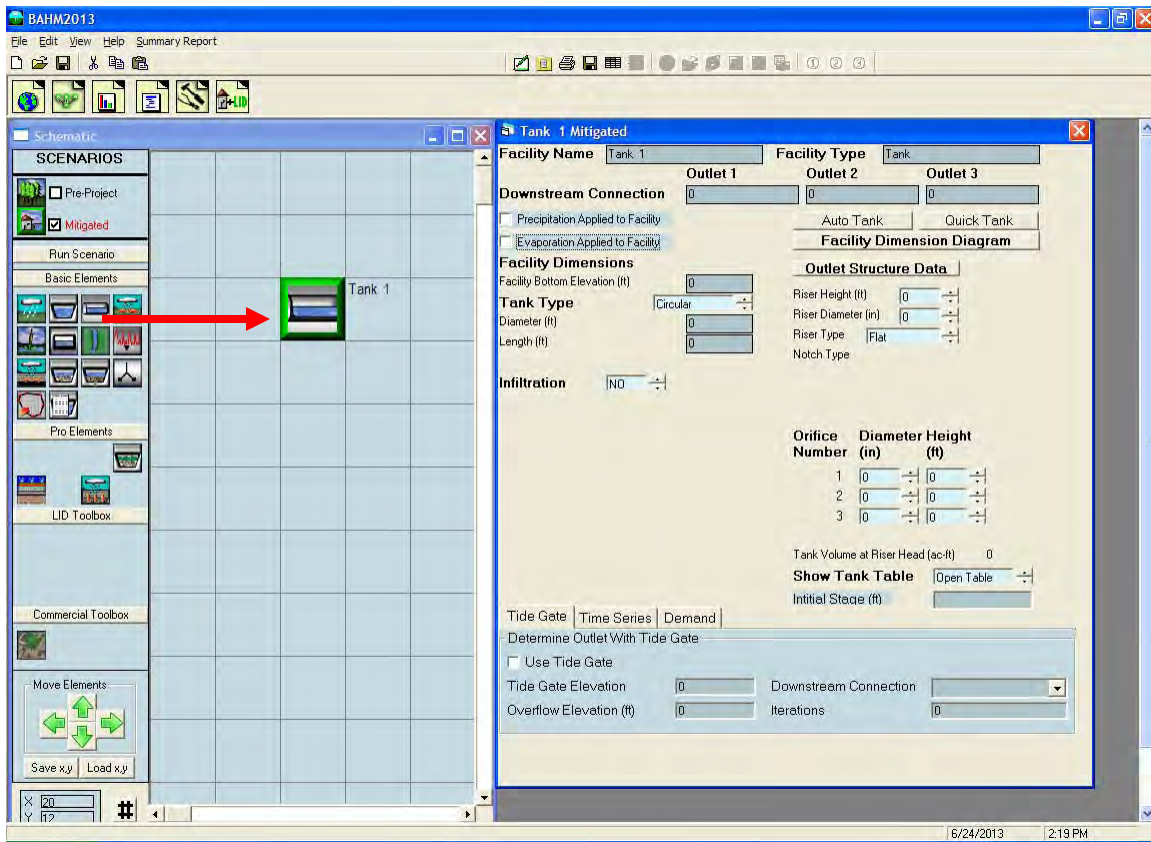 BAHM2013
File Edit View Help Summary Report
① ② ③
+LID
Schematic
SCENARIOS
Pre-Project
Mitigated
Run Scenario
Basic Elements
Pro Elements
LID Toolbox
Commercial Toolbox
Move Elements
Save x,y Load x,y
X 20
Y 12
#
Tank 1
Tank 1 Mitigated
Facility Name Tank 1 Facility Type Tank
Outlet 1 Outlet 2 Outlet 3
Downstream Connection 0 0 0
Precipitation Applied to Facility Auto Tank Quick Tank
Evaporation Applied to Facility Facility Dimension Diagram
Facility Dimensions Outlet Structure Data
Facility Bottom Elevation (ft) 0
Tank Type Circular
Diameter (ft) 0
Length (ft) 0
Infiltration NO
Riser Height (ft) 0
Riser Diameter (in) 0
Riser Type Flat
Notch Type
Orifice Diameter Height
Number (in) (ft)
1 0 0
2 0 0
3 0 0
Tank Volume at Riser Head (ac-ft) 0
Show Tank Table Open Table
Intitial Stage (ft)
Tide Gate Time Series Demand
Determine Outlet With Tide Gate
Use Tide Gate
Tide Gate Elevation 0 Downstream Connection
Overflow Elevation (ft) 0 Iterations 0
6/24/2013 2:19 PM